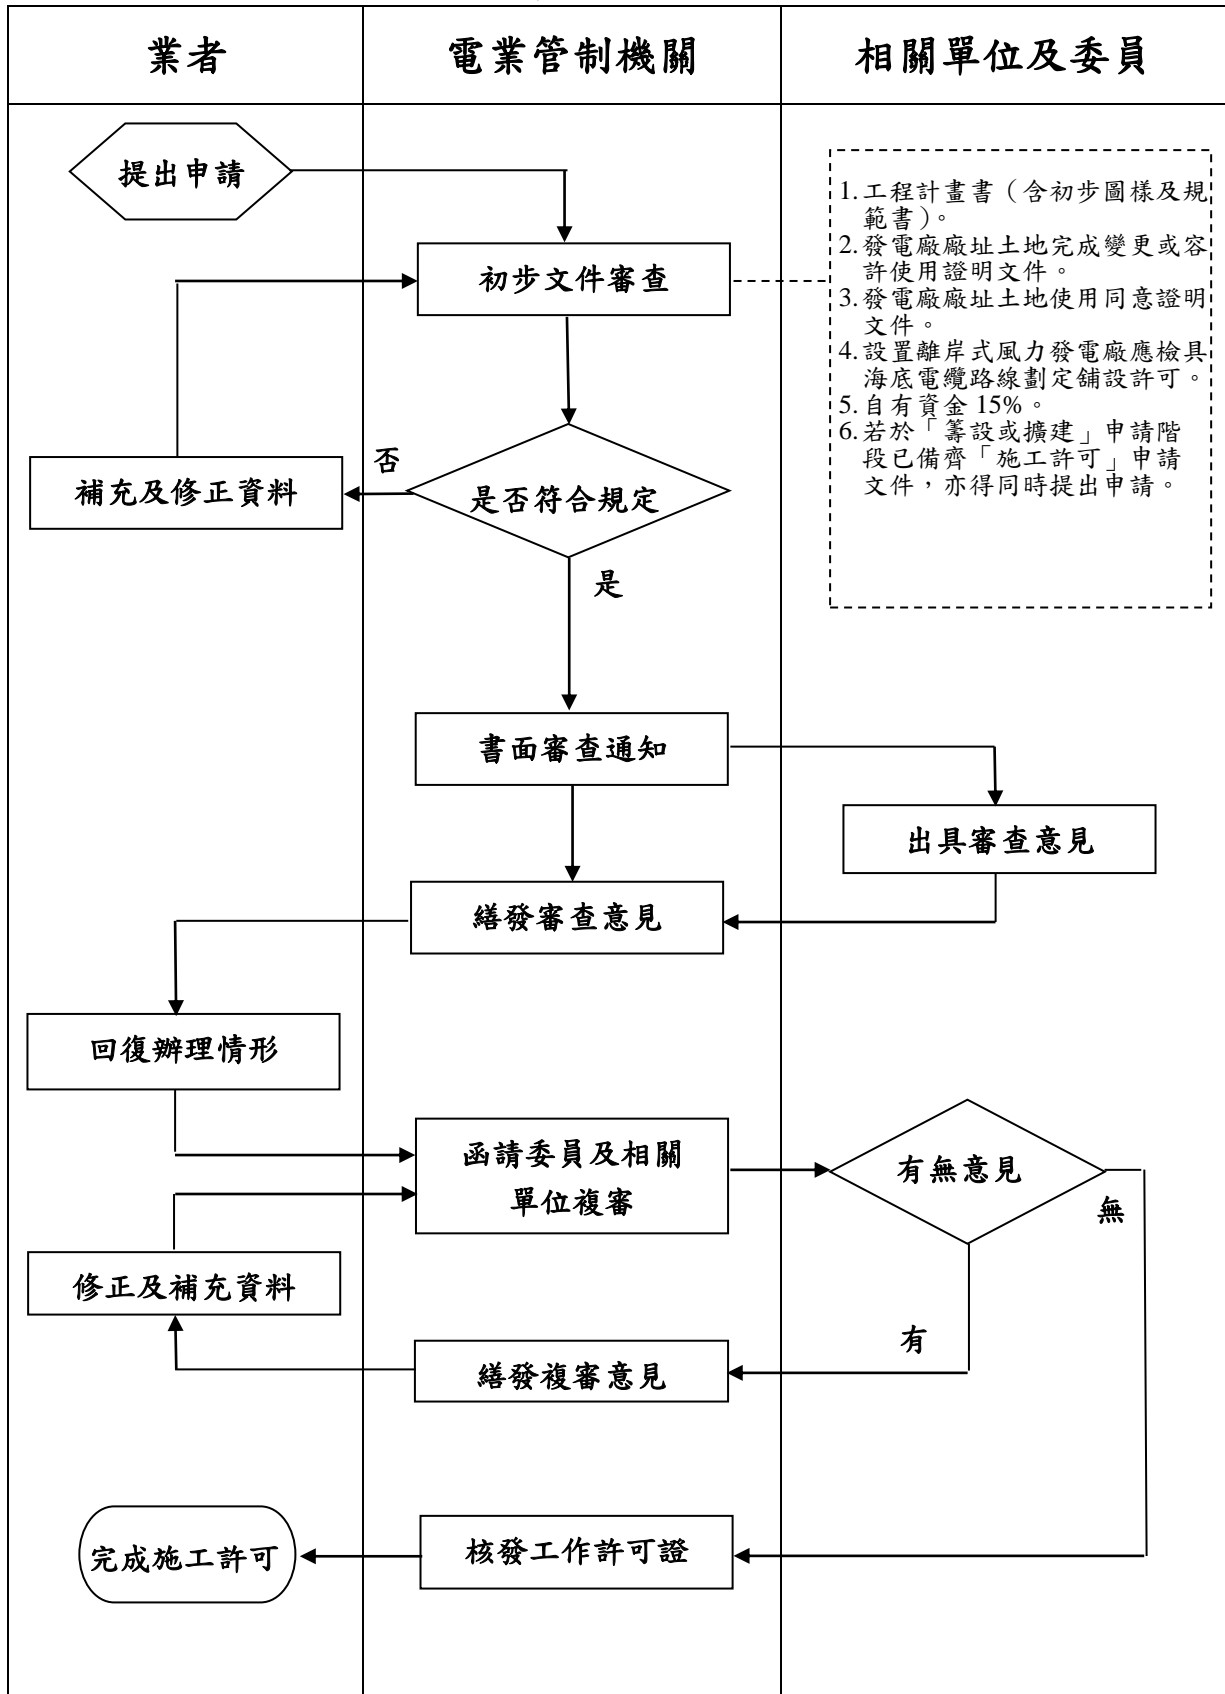 業者
電業管制機關
相關單位及委員
提出申請
1.工程計畫書（含初步圖樣及規
範書）。
2.發電廠廠址土地完成變更或容
許使用證明文件。
3.發電廠廠址土地使用同意證明
文件。
4.設置離岸式風力發電廠應檢具
海底電纜路線劃定舖設許可。
5.自有資金 15%。
6.若於「籌設或擴建」申請階
段已備齊「施工許可」申請
文件，亦得同時提出申請。
初步文件審查
否
補充及修正資料
是否符合規定
是
書面審查通知
出具審查意見
繕發審查意見
回復辦理情形
函請委員及相關
單位複審
有無意見
無
修正及補充資料
有
繕發複審意見
核發工作許可證
完成施工許可